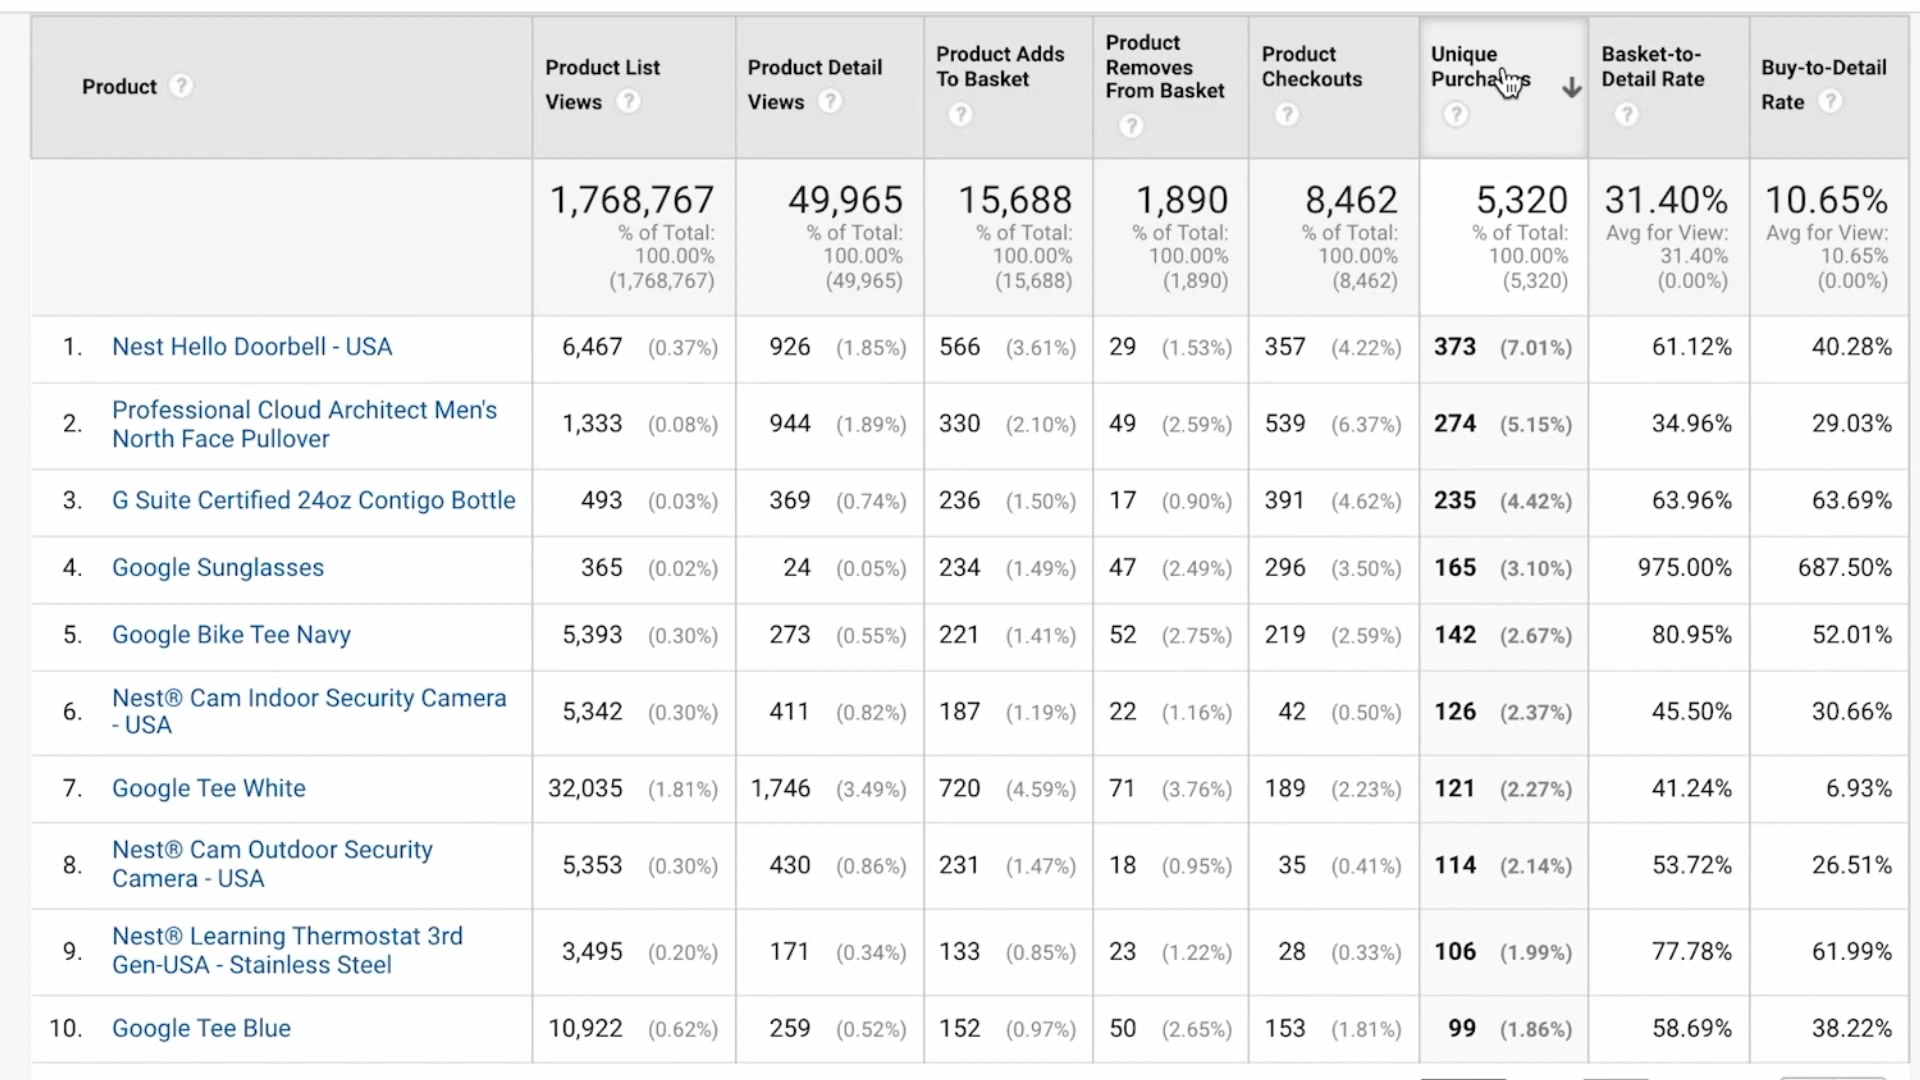 Product ?
Product List Views ?
Product Detail Views ?
Product Adds To Basket ?
Product Removes From Basket ?
Product Checkouts ?
Unique Purchases ?
Basket-to-Detail Rate ?
Buy-to-Detail Rate ?
1,768,767 49,965 15,688 1,890 8,462 5,320 31.40% 10.65%
% of Total: % of Total: % of Total: % of Total: % of Total: % of Total: Avg for View: Avg for View:
100.00% 100.00% 100.00% 100.00% 100.00% 100.00% 31.40% 10.65%
(1,768,767) (49,965) (15,688) (1,890) (8,462) (5,320) (0.00%) (0.00%)
1. Nest Hello Doorbell - USA 6,467 (0.37%) 926 (1.85%) 566 (3.61%) 29 (1.53%) 357 (4.22%) 373 (7.01%) 61.12% 40.28%
2. Professional Cloud Architect Men's
North Face Pullover 1,333 (0.08%) 944 (1.89%) 330 (2.10%) 49 (2.59%) 539 (6.37%) 274 (5.15%) 34.96% 29.03%
3. G Suite Certified 24oz Contigo Bottle 493 (0.03%) 369 (0.74%) 236 (1.50%) 17 (0.90%) 391 (4.62%) 235 (4.42%) 63.96% 63.69%
4. Google Sunglasses 365 (0.02%) 24 (0.05%) 234 (1.49%) 47 (2.49%) 296 (3.50%) 165 (3.10%) 975.00% 687.50%
5. Google Bike Tee Navy 5,393 (0.30%) 273 (0.55%) 221 (1.41%) 52 (2.75%) 219 (2.59%) 142 (2.67%) 80.95% 52.01%
6. Nest® Cam Indoor Security Camera
- USA 5,342 (0.30%) 411 (0.82%) 187 (1.19%) 22 (1.16%) 42 (0.50%) 126 (2.37%) 45.50% 30.66%
7. Google Tee White 32,035 (1.81%) 1,746 (3.49%) 720 (4.59%) 71 (3.76%) 189 (2.23%) 121 (2.27%) 41.24% 6.93%
8. Nest® Cam Outdoor Security
Camera - USA 5,353 (0.30%) 430 (0.86%) 231 (1.47%) 18 (0.95%) 35 (0.41%) 114 (2.14%) 53.72% 26.51%
9. Nest® Learning Thermostat 3rd
Gen-USA - Stainless Steel 3,495 (0.20%) 171 (0.34%) 133 (0.85%) 23 (1.22%) 28 (0.33%) 106 (1.99%) 77.78% 61.99%
10. Google Tee Blue 10,922 (0.62%) 259 (0.52%) 152 (0.97%) 50 (2.65%) 153 (1.81%) 99 (1.86%) 58.69% 38.22%